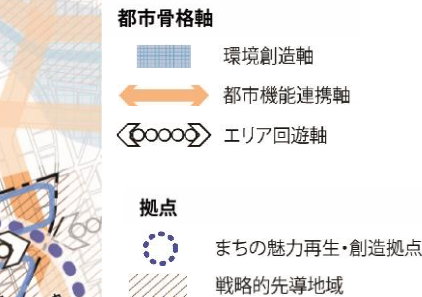 都市骨格軸
環境創造軸
都市機能連携軸
エリア回遊軸
拠点
まちの魅力再生・創造拠点
戦略的先導地域